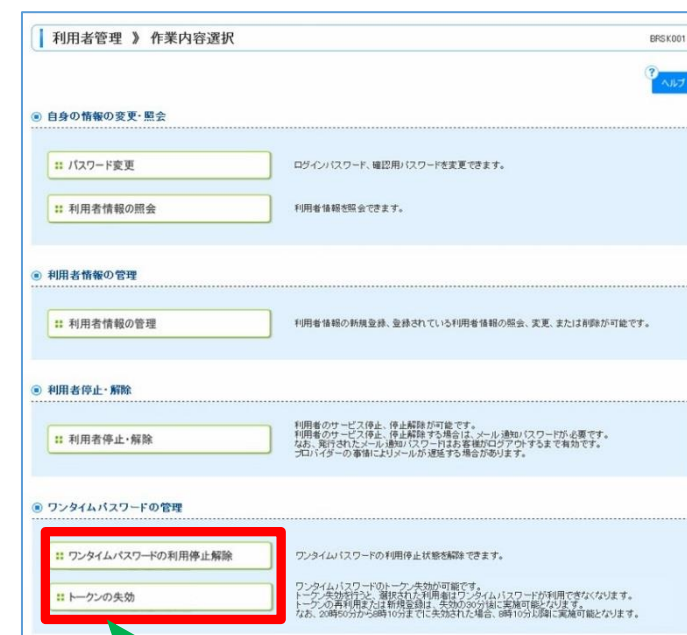 利用者管理 》 作業内容選択
BRSK001
?
ヘルプ
自身の情報の変更・照会
パスワード変更
ログインパスワード、確認用パスワードを変更できます。
利用者情報の照会
利用者情報を照会できます。
利用者情報の管理
利用者情報の管理
利用者情報の新規登録、登録されている利用者情報の照会、変更、または削除が可能です。
利用者停止・解除
利用者停止・解除
利用者のサービス停止、停止解除が可能です。
利用者のサービス停止、停止解除する場合は、メール通知パスワードが必要です。
なお、発行されたメール通知パスワードはお客様がログアウトするまで有効です。
プロバイダーの事情によりメールが遅延する場合があります。
ワンタイムパスワードの管理
ワンタイムパスワードの利用停止解除
ワンタイムパスワードの利用停止状態を解除できます。
トークンの失効
ワンタイムパスワードのトークン失効が可能です。
トークン失効を行うと、選択された利用者はワンタイムパスワードが利用できなくなります。
トークンの再利用または新規登録は、失効の30分後に実施可能となります。
なお、20時50分から8時10分までに失効された場合、8時10分以降に実施可能となります。